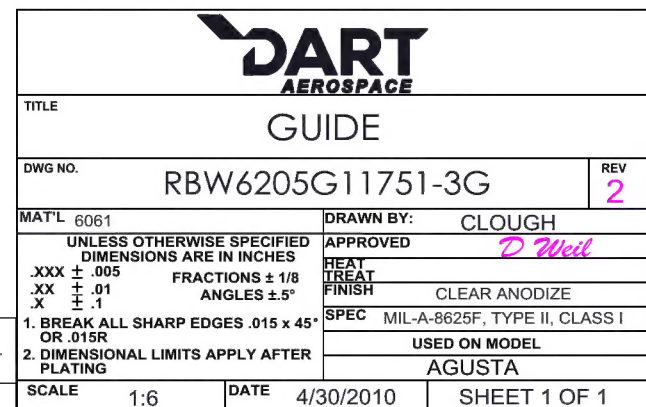 DART
AEROSPACE
TITLE
GUIDE
DWG NO.
RBW6205G11751-3G
REV
2
MAT'L 6061
DRAWN BY: CLOUGH
UNLESS OTHERWISE SPECIFIED
DIMENSIONS ARE IN INCHES
.XXX ± .005
.XX ± .01
.X ± .1
FRACTIONS ± 1/8
ANGLES ±.5°
1. BREAK ALL SHARP EDGES .015 x 45°
OR .015R
2. DIMENSIONAL LIMITS APPLY AFTER
PLATING
APPROVED D Weil
HEAT
TREAT
FINISH CLEAR ANODIZE
SPEC MIL-A-8625F, TYPE II, CLASS I
USED ON MODEL
AGUSTA
SCALE 1:6
DATE 4/30/2010
SHEET 1 OF 1